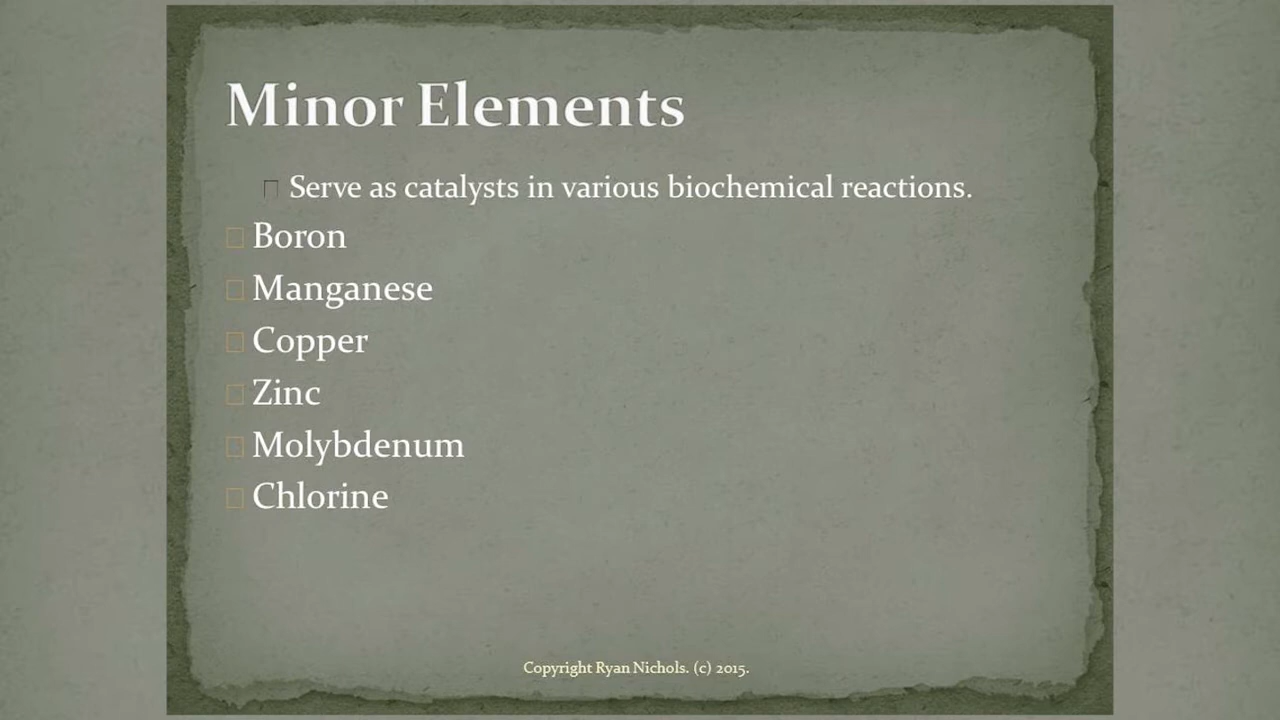 Minor Elements
Serve as catalysts in various biochemical reactions.
Boron
Manganese
Copper
Zinc
Molybdenum
Chlorine
Copyright Ryan Nichols. (c) 2015.